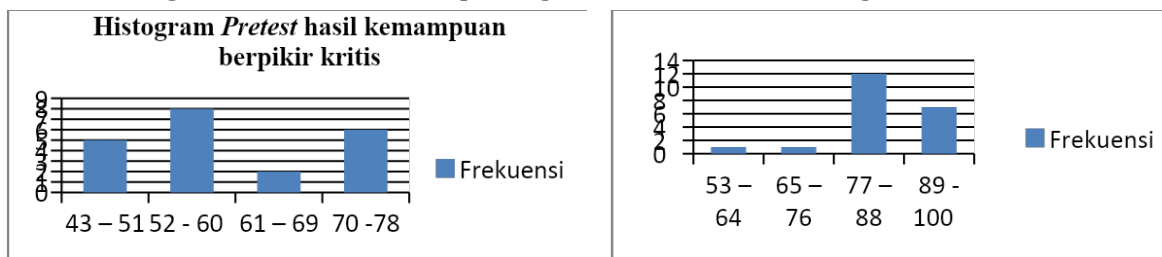 Histogram Pretest hasil kemampuan
berpikir kritis
9
8
7
6
5
4
3
2
1
0
43 – 51 52 - 60 61 – 69 70 -78
Frekuensi
14
12
10
8
6
4
2
0
53 – 65 – 77 – 89 -
64 76 88 100
Frekuensi